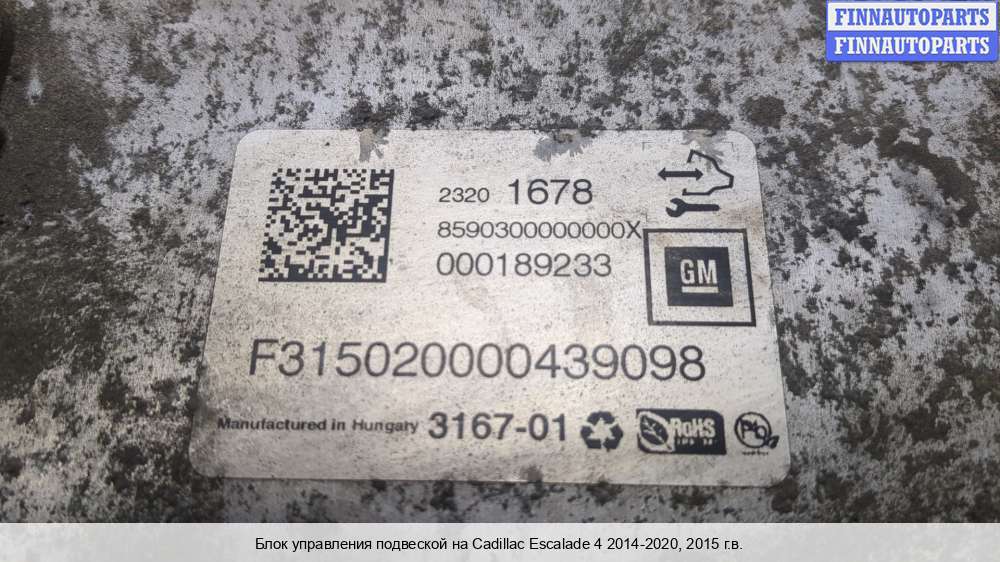 FINNAUTOPARTS
FINNAUTOPARTS
2320 1678
8590300000000X
000189233
GM
F315020000439098
Manufactured in Hungary 3167-01 RoHS
Pb
Блок управления подвеской на Cadillac Escalade 4 2014-2020, 2015 г.в.